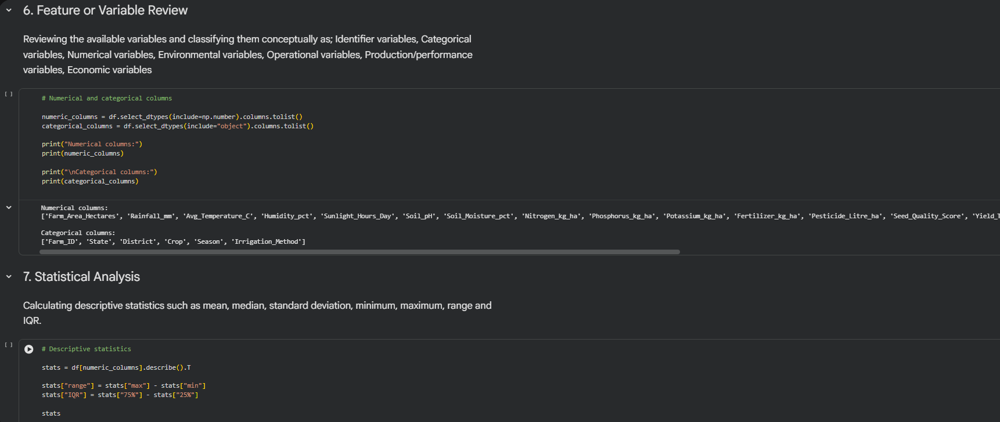 6. Feature or Variable Review
Reviewing the available variables and classifying them conceptually as; Identifier variables, Categorical
variables, Numerical variables, Environmental variables, Operational variables, Production/performance
variables, Economic variables
[ ]
# Numerical and categorical columns
numeric_columns = df.select_dtypes(include=np.number).columns.tolist()
categorical_columns = df.select_dtypes(include="object").columns.tolist()
print("Numerical columns:")
print(numeric_columns)
print("\nCategorical columns:")
print(categorical_columns)
Numerical columns:
['Farm_Area_Hectares', 'Rainfall_mm', 'Avg_Temperature_C', 'Humidity_pct', 'Sunlight_Hours_Day', 'Soil_pH', 'Soil_Moisture_pct', 'Nitrogen_kg_ha', 'Phosphorus_kg_ha', 'Potassium_kg_ha', 'Fertilizer_kg_ha', 'Pesticide_Litre_ha', 'Seed_Quality_Score', 'Yield_T
Categorical columns:
['Farm_ID', 'State', 'District', 'Crop', 'Season', 'Irrigation_Method']
7. Statistical Analysis
Calculating descriptive statistics such as mean, median, standard deviation, minimum, maximum, range and
IQR.
[ ]
# Descriptive statistics
stats = df[numeric_columns].describe().T
stats["range"] = stats["max"] - stats["min"]
stats["IQR"] = stats["75%"] - stats["25%"]
stats